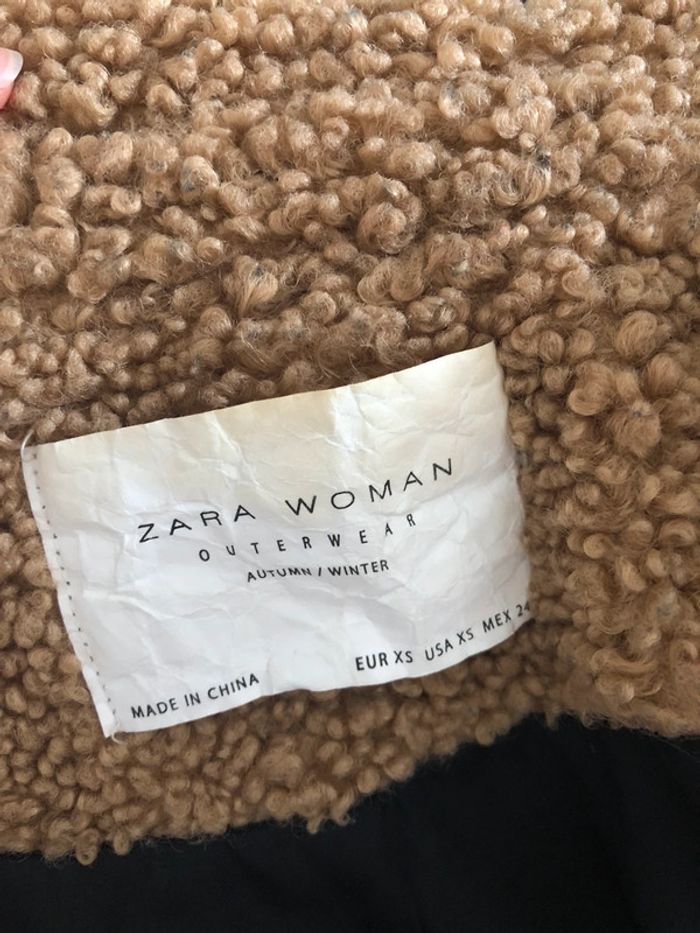 ZARA WOMAN
OUTERWEAR
AUTUMN / WINTER
EUR XS USA XS MEX 24
MADE IN CHINA